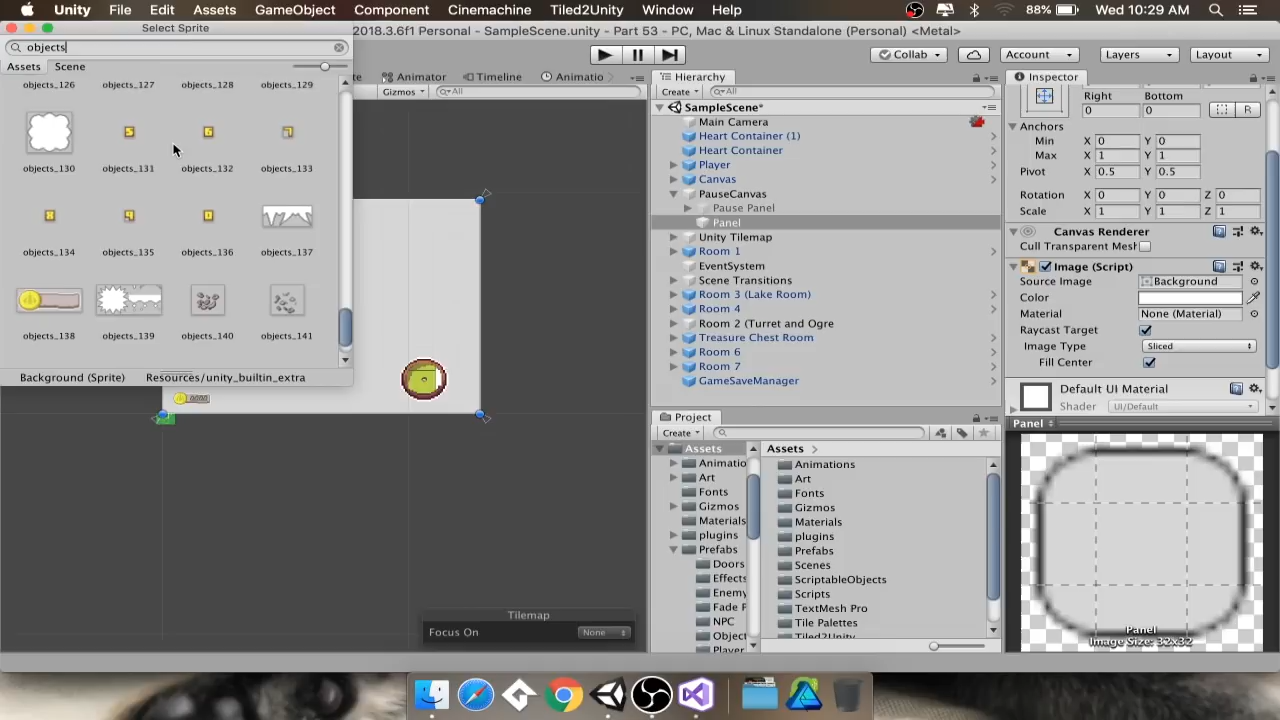 Unity File Edit Assets GameObject Component Cinemachine Tiled2Unity Window Help 88% Wed 10:29 AM
Select Sprite
2018.3.6f1 Personal - SampleScene.unity - Part 53 - PC, Mac & Linux Standalone (Personal) <Metal>
objects
Assets Scene
Collab Account Layers Layout
Animator Timeline Animatio
Gizmos All
objects_126 objects_127 objects_128 objects_129
objects_130 objects_131 objects_132 objects_133
objects_134 objects_135 objects_136 objects_137
objects_138 objects_139 objects_140 objects_141
Background (Sprite) Resources/unity_builtin_extra
Tilemap
Focus On None
Hierarchy
Create All
SampleScene*
Main Camera
Heart Container (1)
Heart Container
Player
Canvas
PauseCanvas
Pause Panel
Panel
Unity Tilemap
Room 1
EventSystem
Scene Transitions
Room 3 (Lake Room)
Room 4
Room 2 (Turret and Ogre
Treasure Chest Room
Room 6
Room 7
GameSaveManager
Project
Create
Assets
Animatio
Art
Fonts
Gizmos
Materials
plugins
Prefabs
Doors
Effects
Enemy
Fade P
NPC
Object
Player
Assets
Animations
Art
Fonts
Gizmos
Materials
plugins
Prefabs
Scenes
ScriptableObjects
Scripts
TextMesh Pro
Tile Palettes
Tiled2Unity
Inspector
Right Bottom
0 0 R
Anchors
Min X 0 Y 0
Max X 1 Y 1
Pivot X 0.5 Y 0.5
Rotation X 0 Y 0 Z 0
Scale X 1 Y 1 Z 1
Canvas Renderer
Cull Transparent Mesh
Image (Script)
Source Image Background
Color
Material None (Material)
Raycast Target
Image Type Sliced
Fill Center
Default UI Material
Shader UI/Default
Panel
Panel
Image Size: 32x32